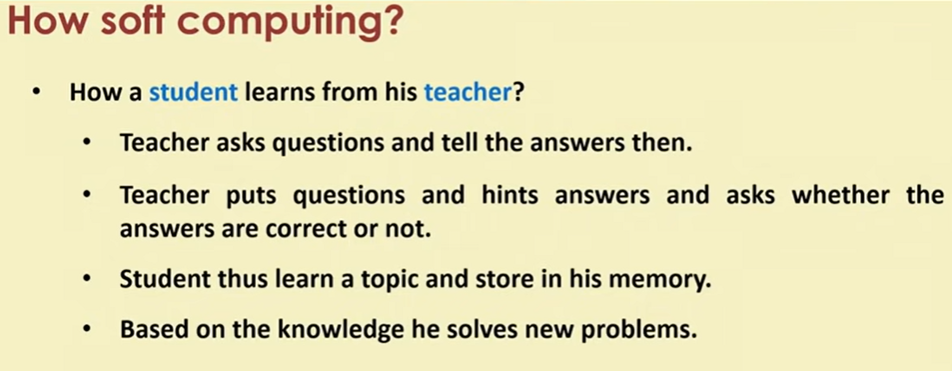 How soft computing?
• How a student learns from his teacher?
• Teacher asks questions and tell the answers then.
• Teacher puts questions and hints answers and asks whether the
answers are correct or not.
• Student thus learn a topic and store in his memory.
• Based on the knowledge he solves new problems.